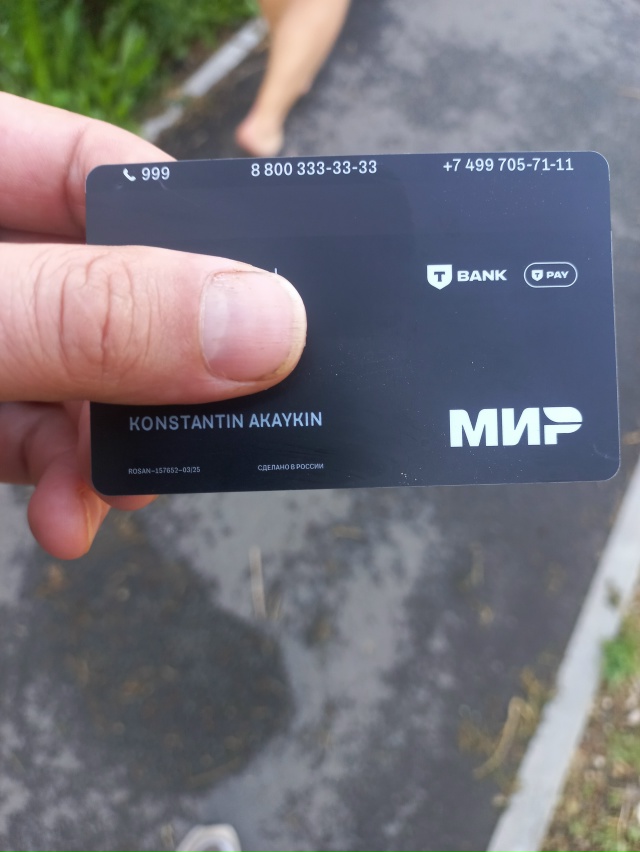 999 8 800 333-33-33 +7 499 705-71-11
T BANK T PAY
KONSTANTIN AKAYKIN
МИР
ROSAN-157652-03/25 СДЕЛАНО В РОССИИ